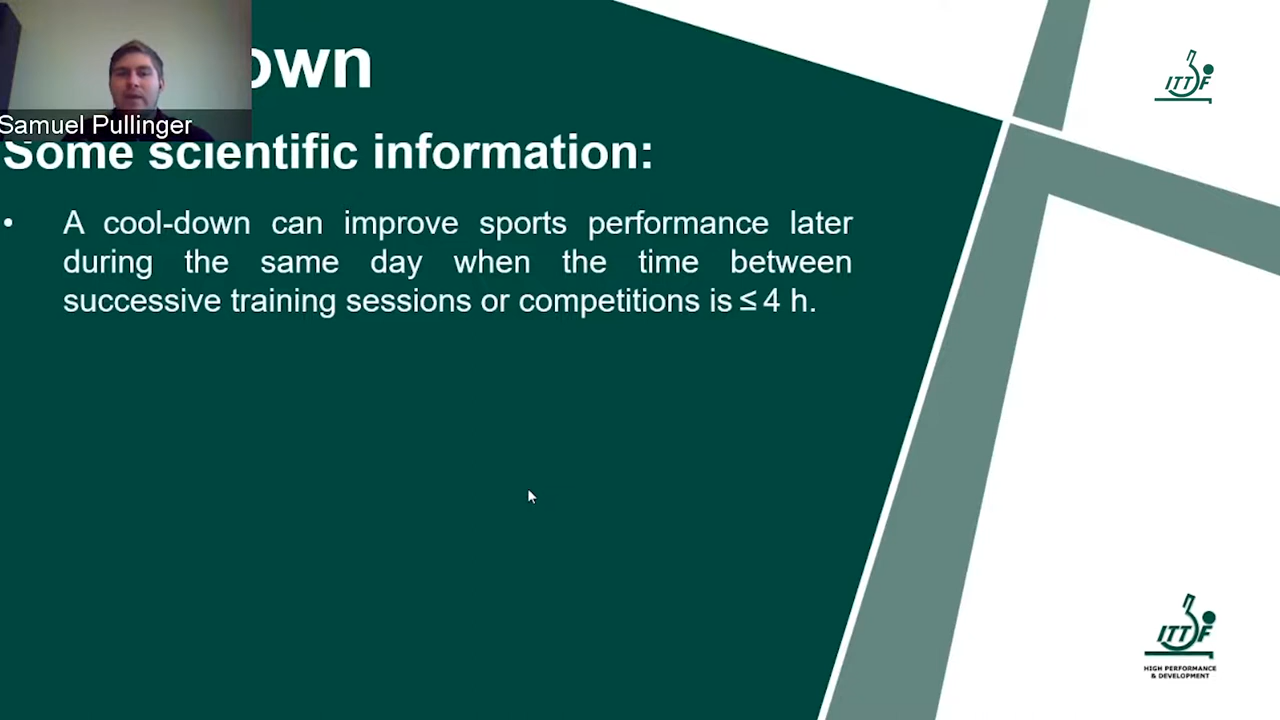 own
Samuel Pullinger
Some scientific information:
• A cool-down can improve sports performance later
during the same day when the time between
successive training sessions or competitions is ≤ 4 h.
ITTF
ITTF
HIGH PERFORMANCE
& DEVELOPMENT